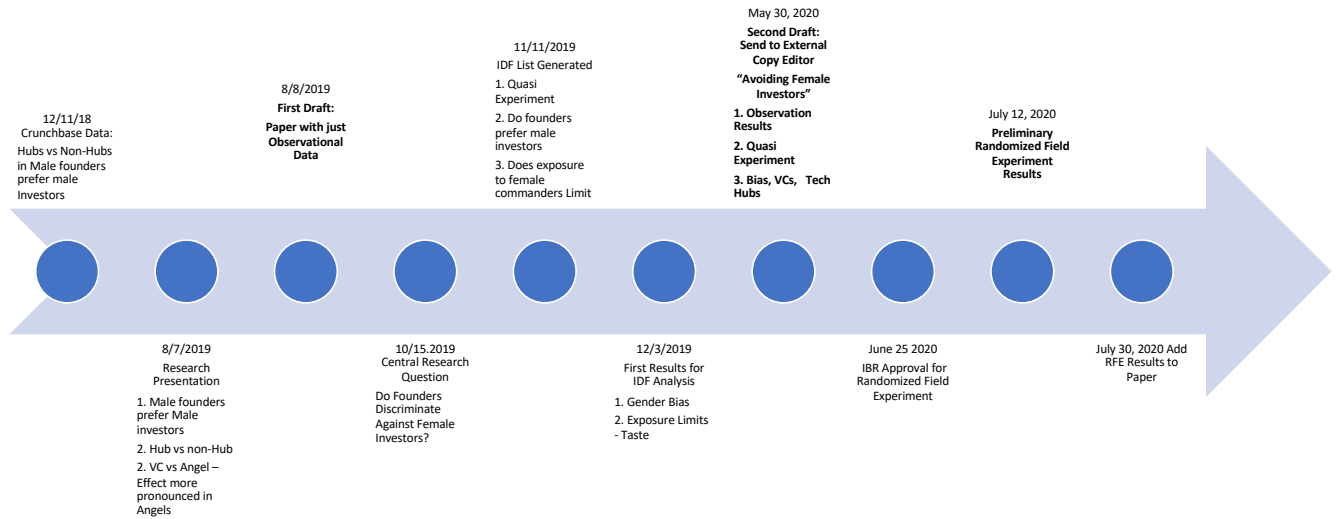 12/11/18
Crunchbase Data:
Hubs vs Non-Hubs
in Male founders
prefer male
Investors
8/7/2019
Research
Presentation
1. Male founders
prefer Male
investors
2. Hub vs non-Hub
2. VC vs Angel –
Effect more
pronounced in
Angels
8/8/2019
First Draft:
Paper with just
Observational
Data
10/15.2019
Central Research
Question
Do Founders
Discriminate
Against Female
Investors?
11/11/2019
IDF List Generated
1. Quasi
Experiment
2. Do founders
prefer male
investors
3. Does exposure
to female
commanders Limit
12/3/2019
First Results for
IDF Analysis
1. Gender Bias
2. Exposure Limits
- Taste
May 30, 2020
Second Draft:
Send to External
Copy Editor
“Avoiding Female
Investors”
1. Observation
Results
2. Quasi
Experiment
3. Bias, VCs, Tech
Hubs
June 25 2020
IBR Approval for
Randomized Field
Experiment
July 12, 2020
Preliminary
Randomized Field
Experiment
Results
July 30, 2020 Add
RFE Results to
Paper